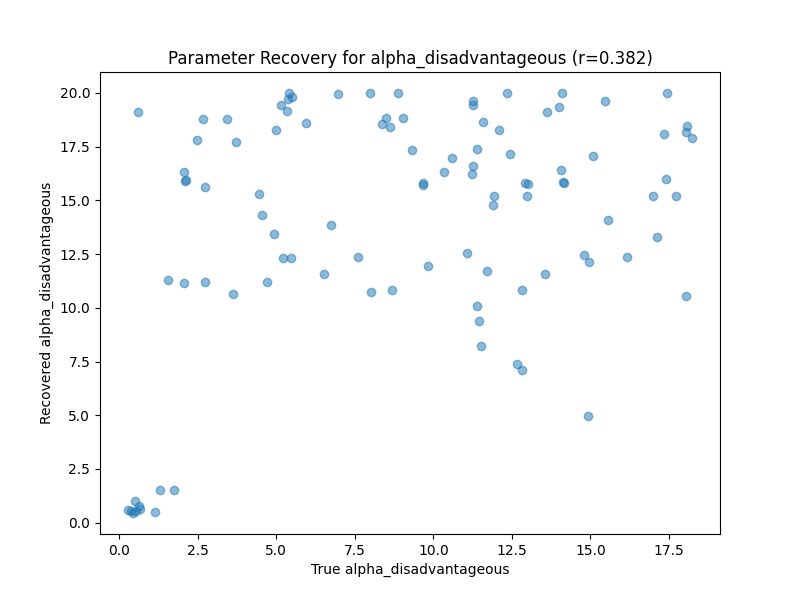 Parameter Recovery for alpha_disadvantageous (r=0.382)
20.0
17.5
15.0
12.5
10.0
7.5
5.0
2.5
0.0
Recovered alpha_disadvantageous
0.0 2.5 5.0 7.5 10.0 12.5 15.0 17.5
True alpha_disadvantageous